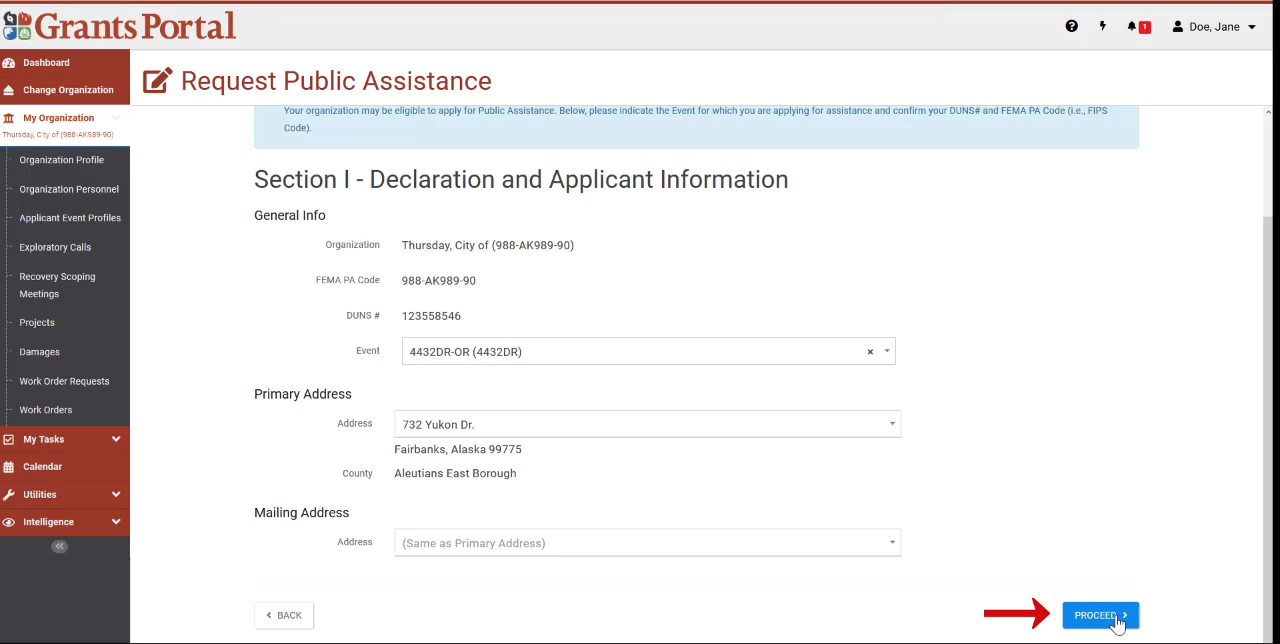 Grants Portal
1
Doe, Jane
Dashboard
Change Organization
My Organization
Thursday, City of (988-AK989-90)
Organization Profile
Organization Personnel
Applicant Event Profiles
Exploratory Calls
Recovery Scoping
Meetings
Projects
Damages
Work Order Requests
Work Orders
My Tasks
Calendar
Utilities
Intelligence
Request Public Assistance
Your organization may be eligible to apply for Public Assistance. Below, please indicate the Event for which you are applying for assistance and confirm your DUNS# and FEMA PA Code (i.e., FIPS
Code).
Section I - Declaration and Applicant Information
General Info
Organization Thursday, City of (988-AK989-90)
FEMA PA Code 988-AK989-90
DUNS # 123558546
Event 4432DR-OR (4432DR) ×
Primary Address
Address 732 Yukon Dr.
Fairbanks, Alaska 99775
County Aleutians East Borough
Mailing Address
Address (Same as Primary Address)
BACK
PROCEED